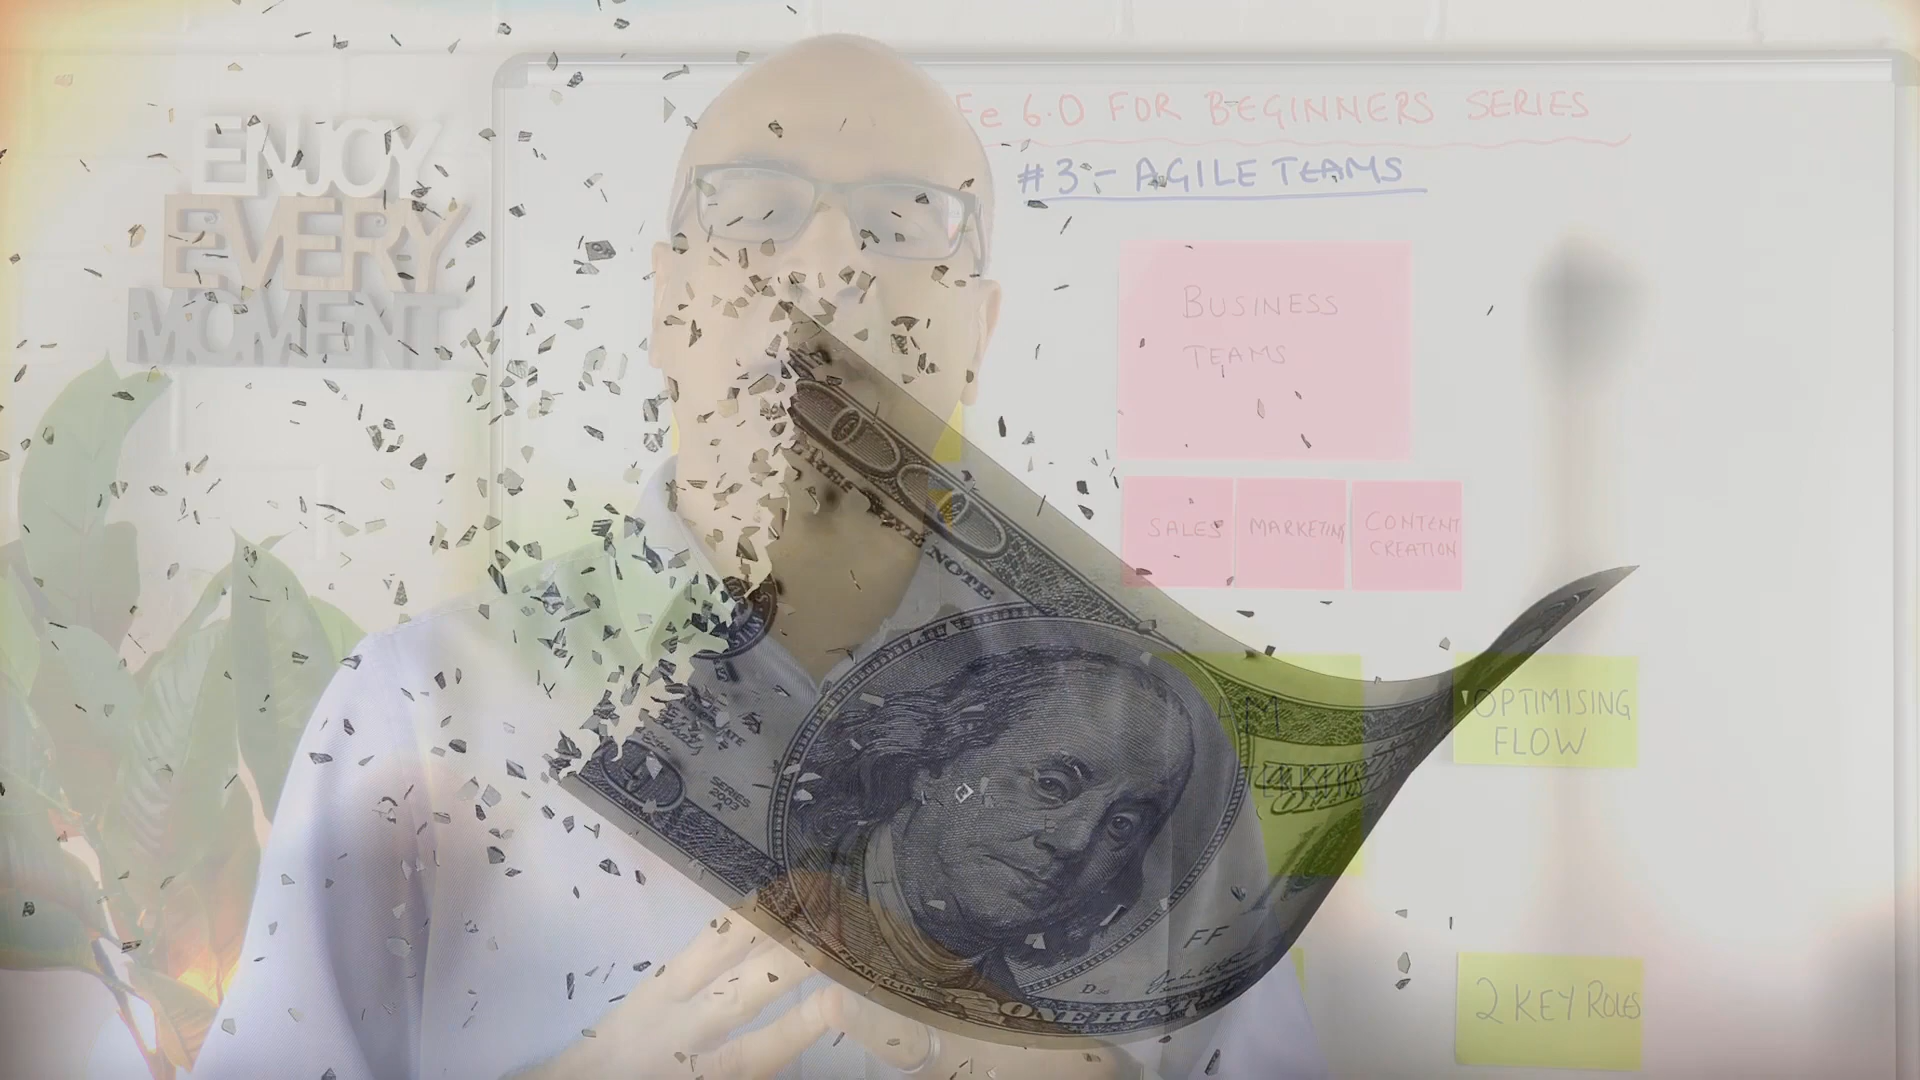 ENJOY
EVERY
MOMENT
Fe 6.0 FOR BEGINNERS SERIES
#3 - AGILE TEAMS
BUSINESS
TEAMS
SALES
MARKETING
CONTENT
CREATION
NOTE
SERIES
2003
A
FF
FRANKLIN
OPTIMISING
FLOW
2 KEY ROLES